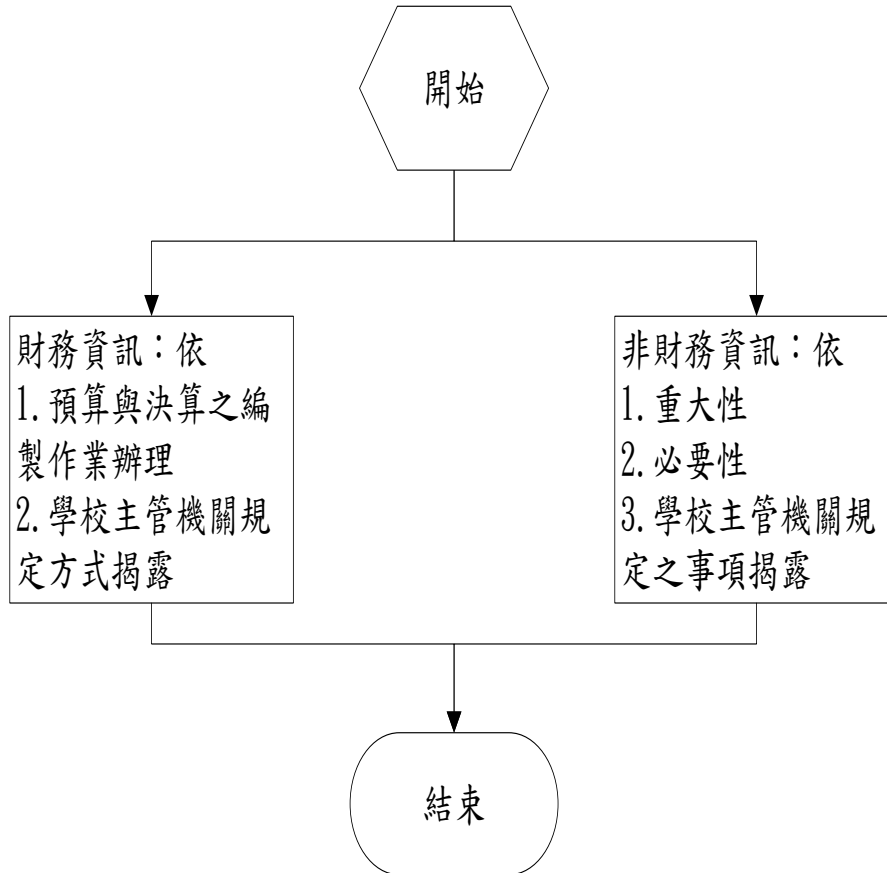 開始
財務資訊：依
1.預算與決算之編
製作業辦理
2.學校主管機關規
定方式揭露
非財務資訊：依
1.重大性
2.必要性
3.學校主管機關規
定之事項揭露
結束